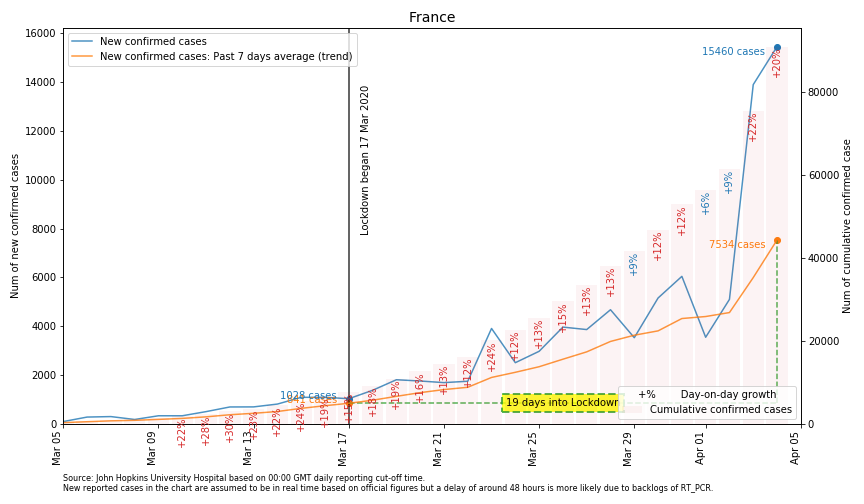 France
New confirmed cases
New confirmed cases: Past 7 days average (trend)
Num of new confirmed cases
16000
14000
12000
10000
8000
6000
4000
2000
0
Num of cumulative confirmed case
80000
60000
40000
20000
0
Lockdown began 17 Mar 2020
15460 cases
7534 cases
1028 cases
+22%
+28%
+30%
+23%
+22%
+24%
+19%
+15%
+18%
+19%
+16%
+13%
+12%
+24%
+12%
+13%
+15%
+13%
+13%
+9%
+12%
+12%
+6%
+9%
+22%
+20%
19 days into Lockdown
+% Day-on-day growth
Cumulative confirmed cases
Mar 05
Mar 09
Mar 13
Mar 17
Mar 21
Mar 25
Mar 29
Apr 01
Apr 05
Source: John Hopkins University Hospital based on 00:00 GMT daily reporting cut-off time.
New reported cases in the chart are assumed to be in real time based on official figures but a delay of around 48 hours is more likely due to backlogs of RT_PCR.